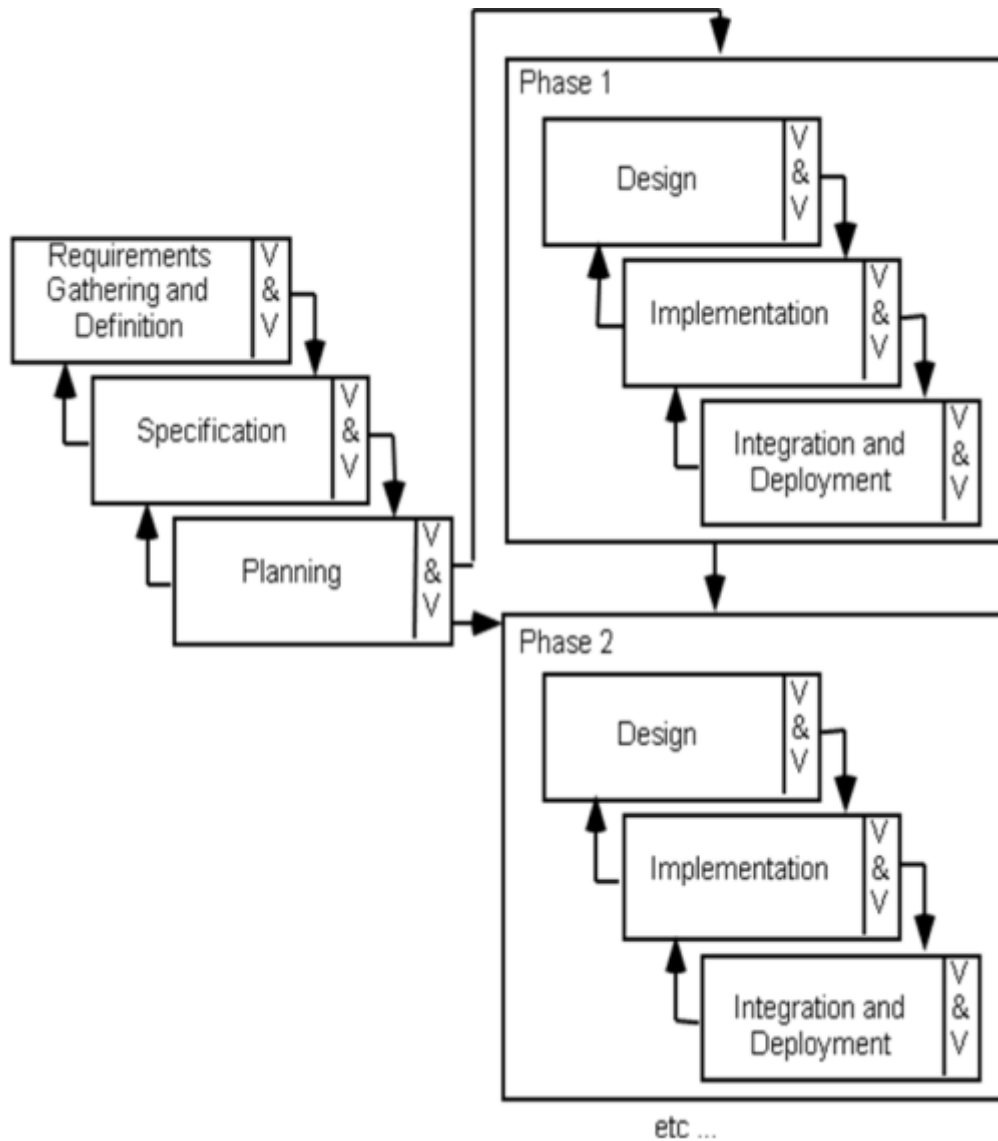 Requirements
Gathering and
Definition
V
&
V
Specification
V
&
V
Planning
V
&
V
Phase 1
Design
V
&
V
Implementation
V
&
V
Integration and
Deployment
V
&
V
Phase 2
Design
V
&
V
Implementation
V
&
V
Integration and
Deployment
V
&
V
etc ...